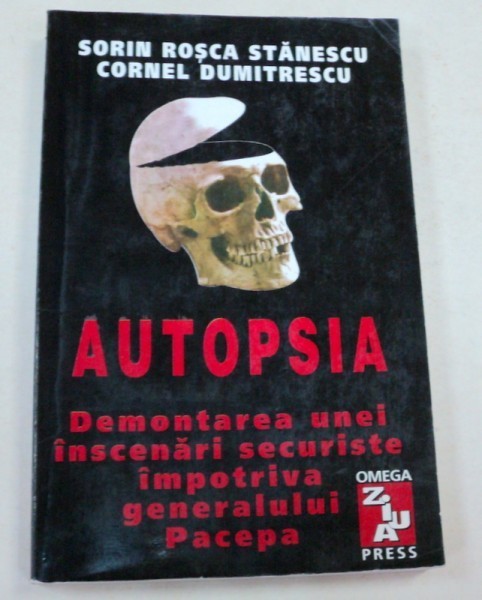 SORIN ROȘCA STĂNESCU
CORNEL DUMITRESCU
AUTOPSIA
Demontarea unei
înscenări securiste
împotriva
generalului
Pacepa
OMEGA
ZIUA
PRESS